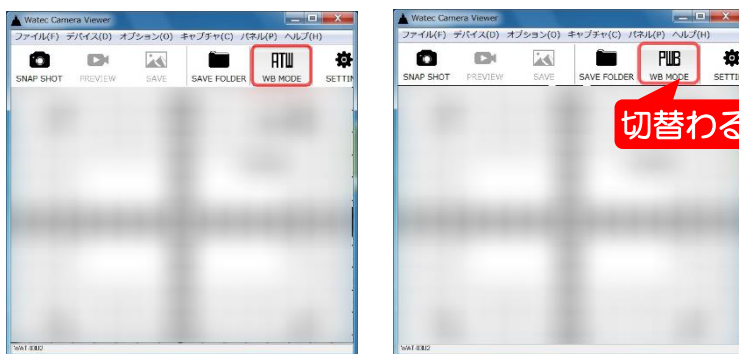 Watec Camera Viewer
ファイル(F) デバイス(D) オプション(O) キャプチャ(C) パネル(P) ヘルプ(H)
ATW
SNAP SHOT PREVIEW SAVE SAVE FOLDER WB MODE SETTIN
Watec Camera Viewer
ファイル(F) デバイス(D) オプション(O) キャプチャ(C) パネル(P) ヘルプ(H)
PWB
SNAP SHOT PREVIEW SAVE SAVE FOLDER WB MODE SETTI
切替わる